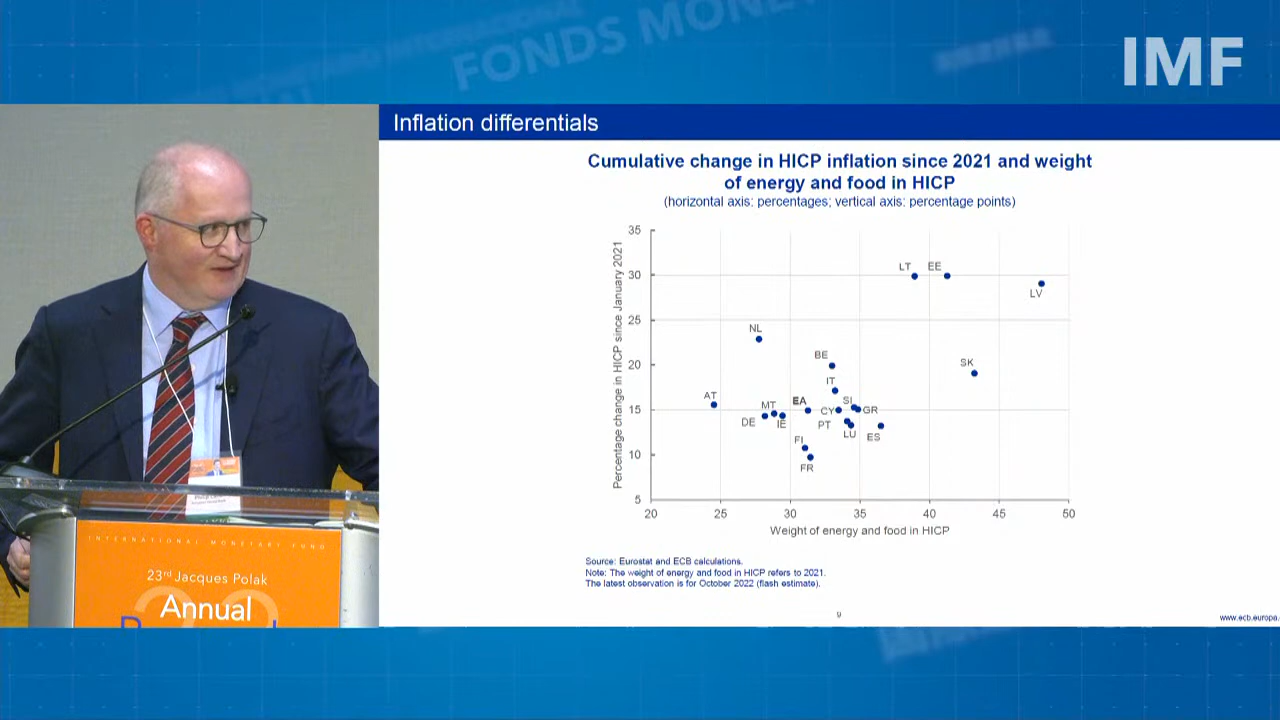 FONDS MONÉ
IMF
Inflation differentials
Cumulative change in HICP inflation since 2021 and weight
of energy and food in HICP
(horizontal axis: percentages; vertical axis: percentage points)
Percentage change in HICP since January 2021
35
30
25
20
15
10
5
LT
EE
LV
NL
BE
SK
IT
AT
MT
EA
SI
CY
GR
DE
IE
PT
LU
ES
FI
FR
20
25
30
35
40
45
50
Weight of energy and food in HICP
Source: Eurostat and ECB calculations.
Note: The weight of energy and food in HICP refers to 2021.
The latest observation is for October 2022 (flash estimate).
9
www.ecb.europa.
INTERNATIONAL MONETARY FUND
23rd Jacques Polak
Annual